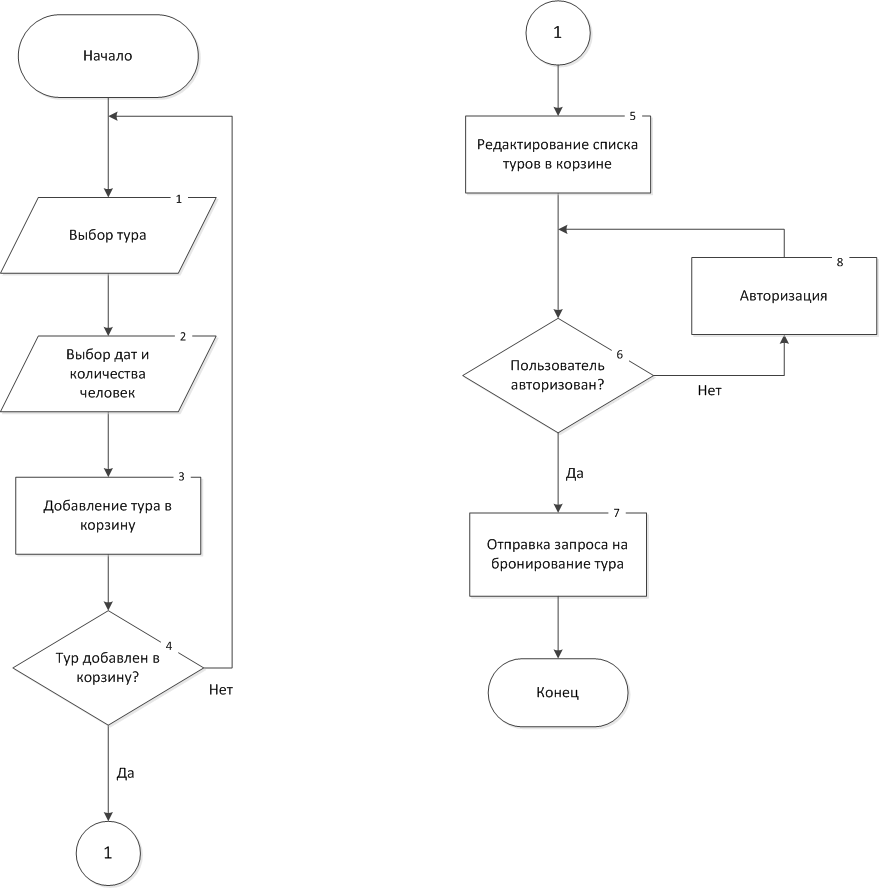 Начало
1
Выбор тура
2
Выбор дат и
количества
человек
3
Добавление тура в
корзину
4
Тур добавлен в
корзину?
Нет
Да
1
1
5
Редактирование списка
туров в корзине
8
Авторизация
6
Пользователь
авторизован?
Нет
Да
7
Отправка запроса на
бронирование тура
Конец